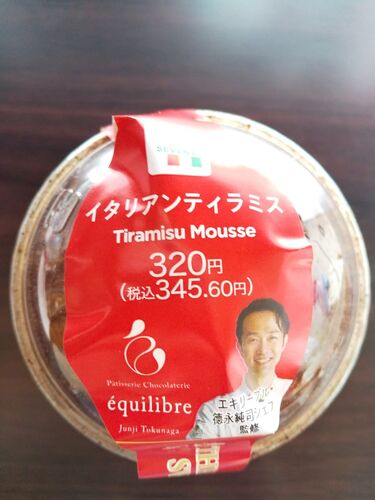 イタリアンティラミス
Tiramisu Mousse
320円
(税込345.60円)
Pâtisserie Chocolaterie
équilibre
Junji Tokunaga
エキリーブル・
徳永純司シェフ
監修